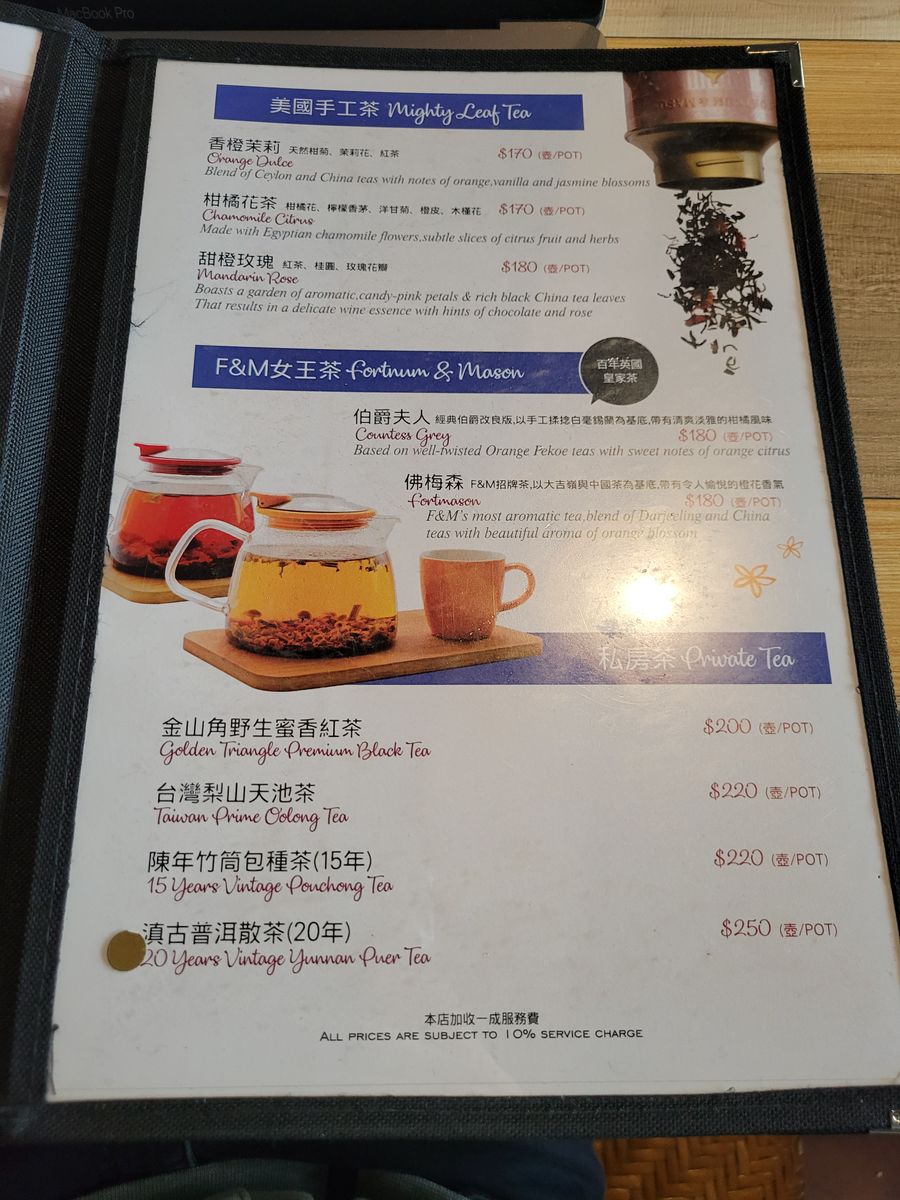 MacBook Pro
美國手工茶 Mighty Leaf Tea
香橙茉莉 天然柑菊、茉莉花、紅茶 $170 (壺/POT)
Orange Dulce
Blend of Ceylon and China teas with notes of orange,vanilla and jasmine blossoms
柑橘花茶 柑橘花、檸檬香茅、洋甘菊、橙皮、木槿花 $170 (壺/POT)
Chamomile Citrus
Made with Egyptian chamomile flowers,subtle slices of citrus fruit and herbs
甜橙玫瑰 紅茶、桂圓、玫瑰花瓣 $180 (壺/POT)
Mandarin Rose
Boasts a garden of aromatic,candy-pink petals & rich black China tea leaves
That results in a delicate wine essence with hints of chocolate and rose
F&M女王茶 Fortnum & Mason
百年英國
皇家茶
伯爵夫人 經典伯爵改良版,以手工揉捻白毫錫蘭為基底,帶有清爽淡雅的柑橘風味
Countess Grey $180 (壺/POT)
Based on well-twisted Orange Fekoe teas with sweet notes of orange citrus
佛梅森 F&M招牌茶,以大吉嶺與中國茶為基底,帶有令人愉悅的橙花香氣
Fortmason $180 (壺/POT)
F&M's most aromatic tea,blend of Darjeeling and China
teas with beautiful aroma of orange blossom
私房茶 Private Tea
金山角野生蜜香紅茶 $200 (壺/POT)
Golden Triangle Premium Black Tea
台灣梨山天池茶 $220 (壺/POT)
Taiwan Prime Oolong Tea
陳年竹筒包種茶(15年) $220 (壺/POT)
15 Years Vintage Pouchong Tea
滇古普洱散茶(20年) $250 (壺/POT)
20 Years Vintage Yunnan Puer Tea
本店加收一成服務費
ALL PRICES ARE SUBJECT TO 10% SERVICE CHARGE